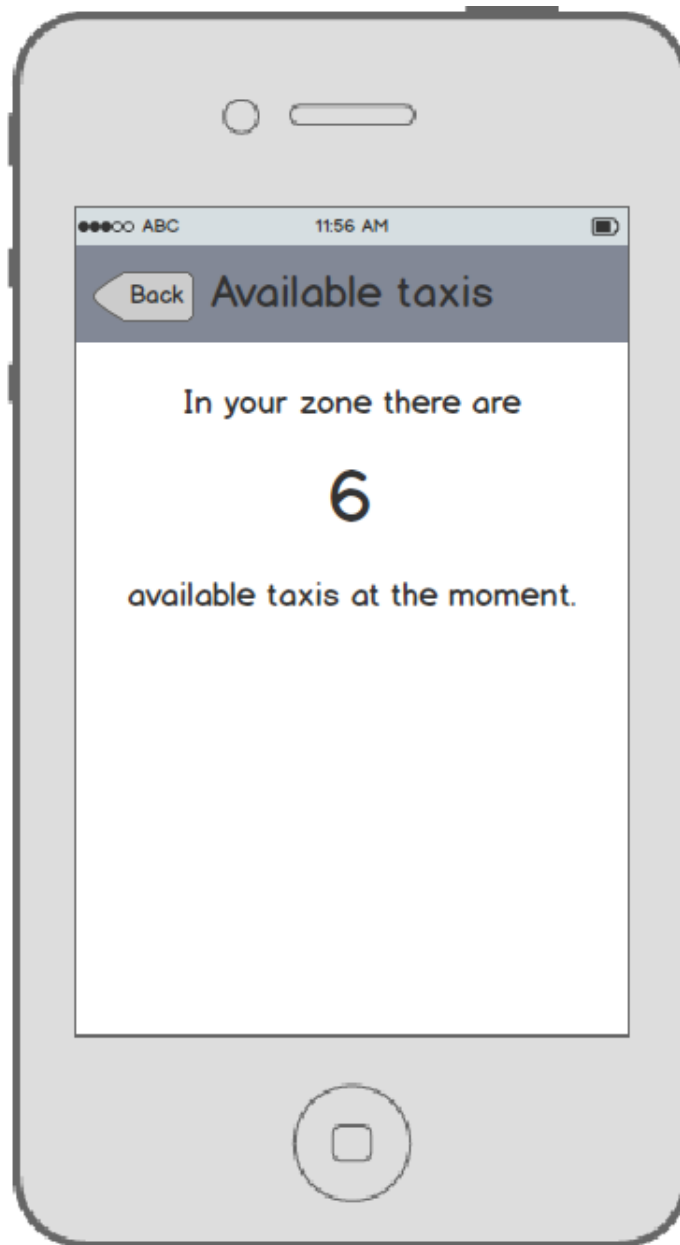 ABC 11:56 AM
Back Available taxis
In your zone there are
6
available taxis at the moment.